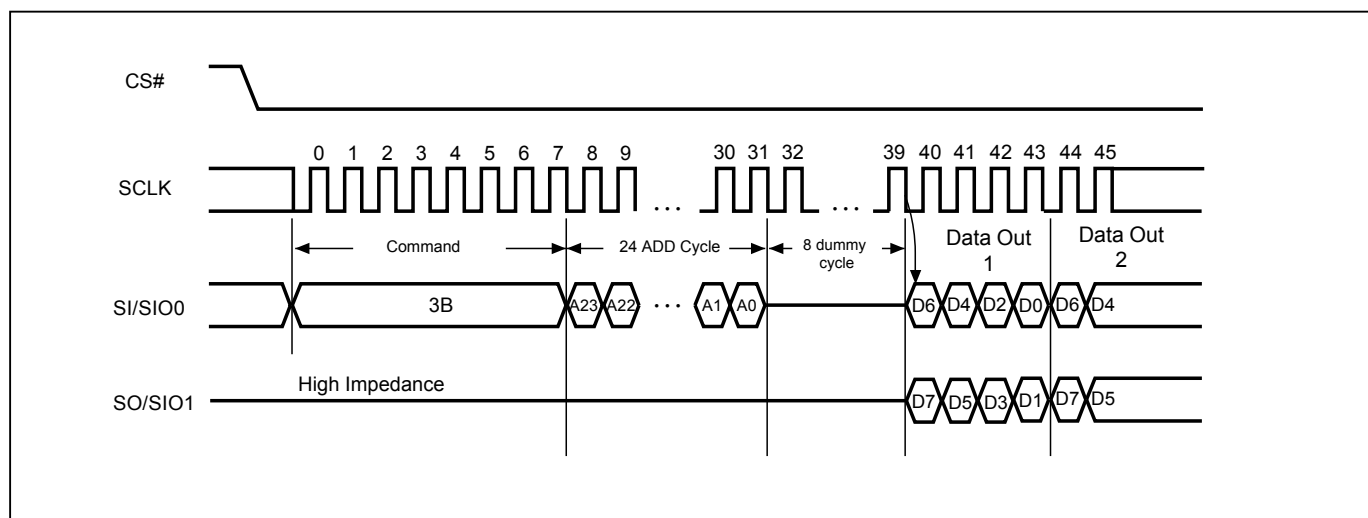 CS#
0 1 2 3 4 5 6 7 8 9 30 31 32 39 40 41 42 43 44 45
SCLK
... ...
Command 24 ADD Cycle 8 dummy cycle Data Out 1 Data Out 2
SI/SIO0 3B A23 A22 ... A1 A0 D6 D4 D2 D0 D6 D4
High Impedance
SO/SIO1 D7 D5 D3 D1 D7 D5